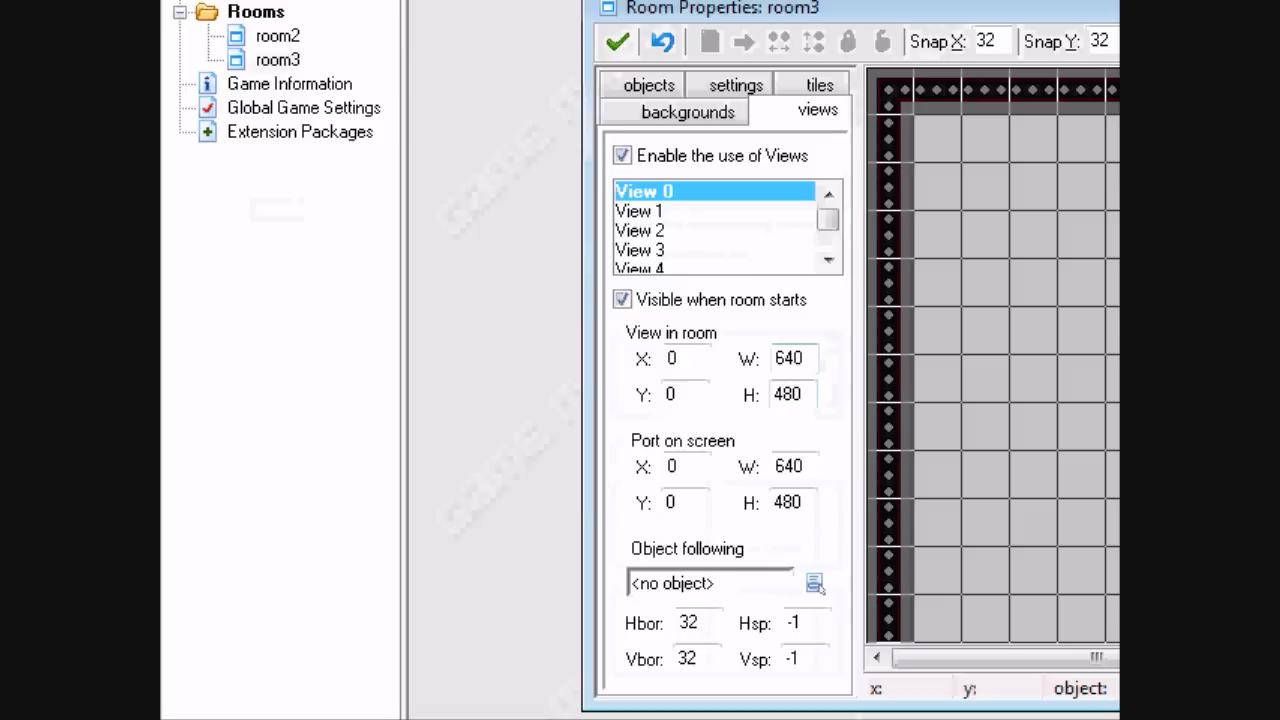 Rooms
room2
room3
Game Information
Global Game Settings
Extension Packages
Room Properties: room3
Snap X: 32
Snap Y: 32
objects settings tiles
backgrounds views
Enable the use of Views
View 0
View 1
View 2
View 3
View 4
Visible when room starts
View in room
X: 0 W: 640
Y: 0 H: 480
Port on screen
X: 0 W: 640
Y: 0 H: 480
Object following
<no object>
Hbor: 32 Hsp: -1
Vbor: 32 Vsp: -1
x: y: object: